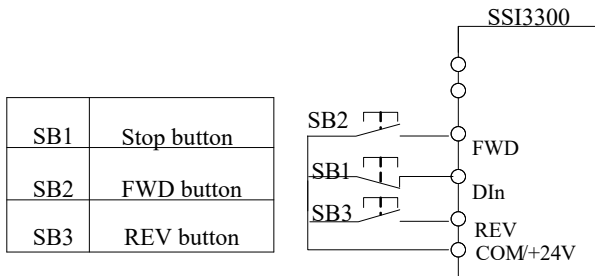 SSI3300
SB1 Stop button
SB2 FWD button
SB3 REV button
SB2
FWD
SB1
DIn
SB3
REV
COM/+24V